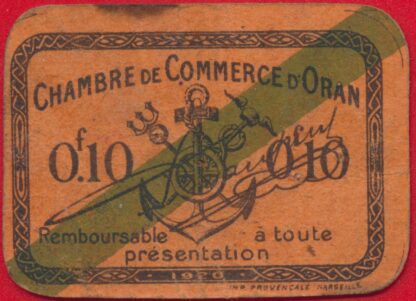 CHAMBRE DE COMMERCE D'ORAN
0f.10 0.10
Remboursable à toute
présentation
1920
IMP. PROVENÇALE MARSEILLE